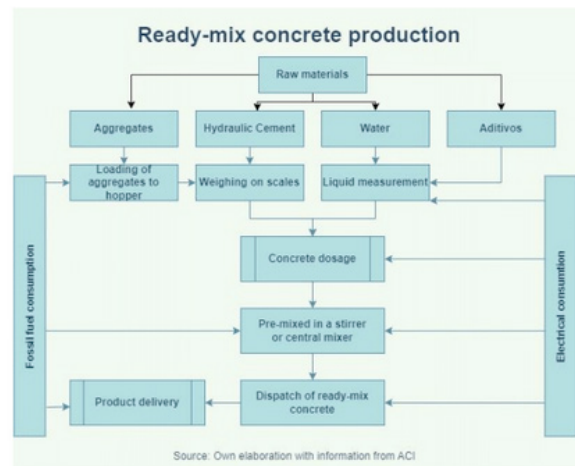 Ready-mix concrete production
Raw materials
Aggregates
Hydraulic Cement
Water
Aditivos
Loading of
aggregates to
hopper
Weighing on scales
Liquid measurement
Concrete dosage
Fossil fuel consumption
Electrical consumtion
Pre-mixed in a stirrer
or central mixer
Product delivery
Dispatch of ready-mix
concrete
Source: Own elaboration with information from ACI